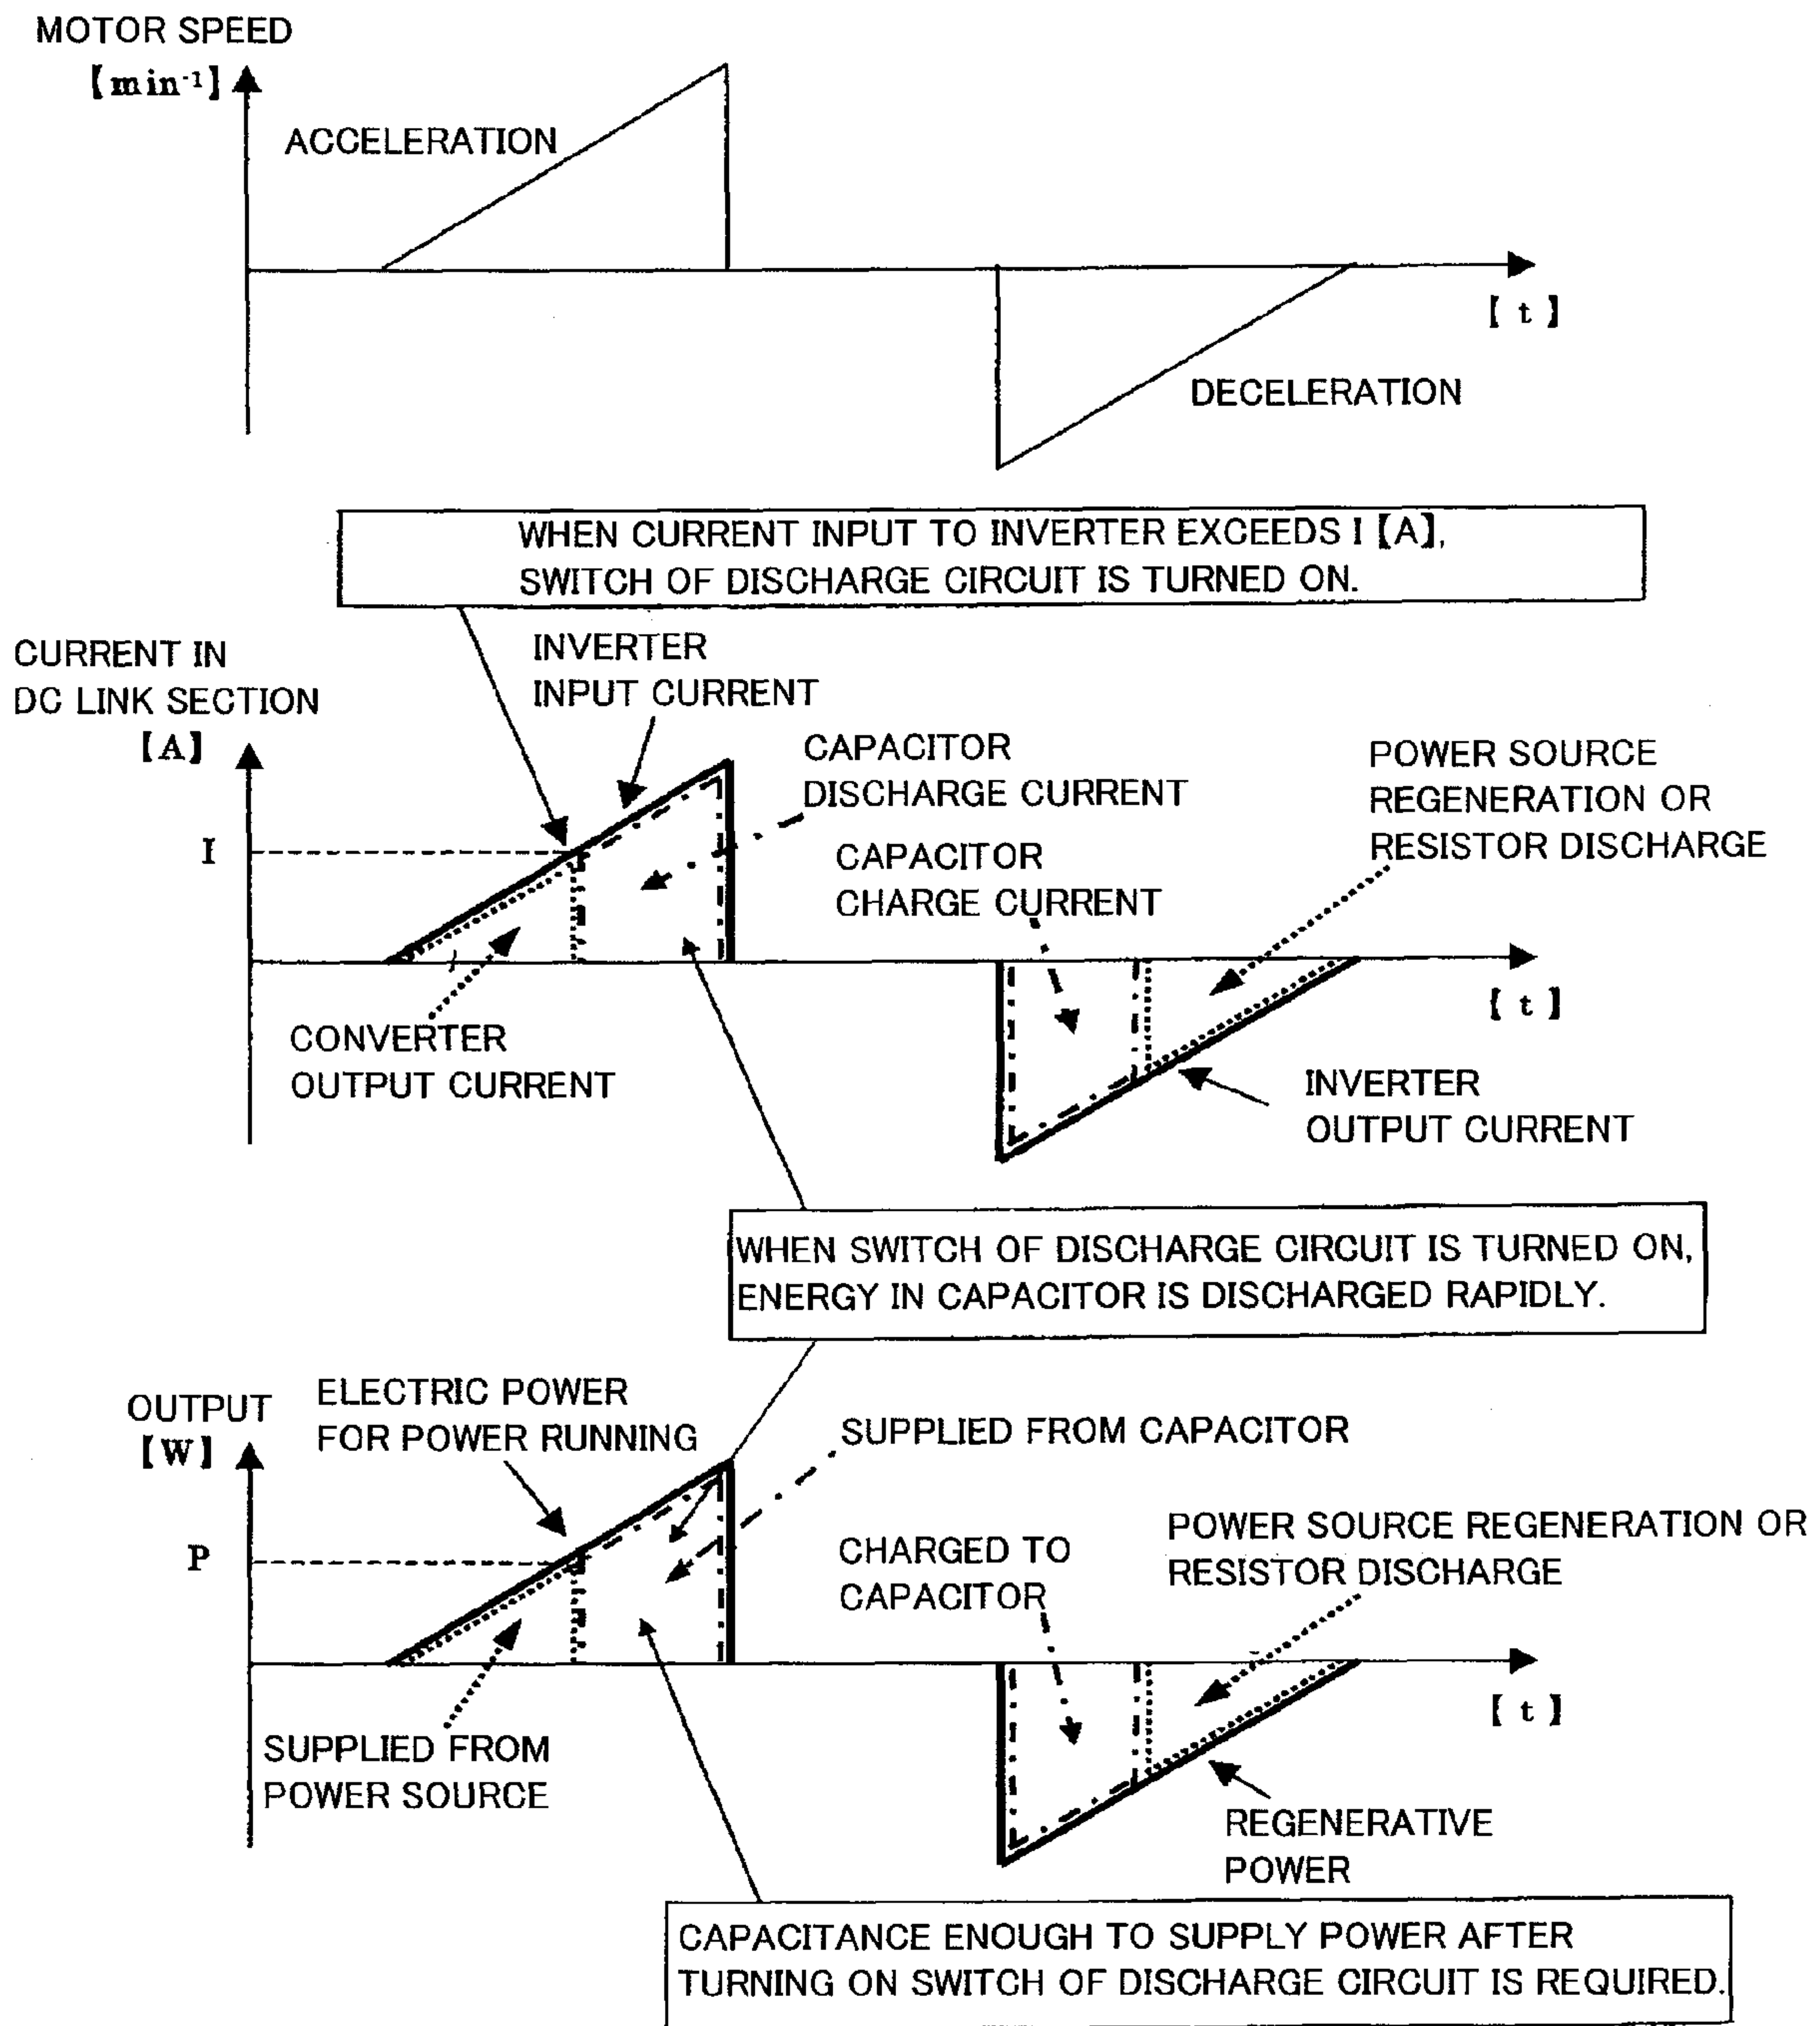 MOTOR SPEED
【min⁻¹】
ACCELERATION
【 t 】
DECELERATION
WHEN CURRENT INPUT TO INVERTER EXCEEDS I【A】,
SWITCH OF DISCHARGE CIRCUIT IS TURNED ON.
CURRENT IN
DC LINK SECTION
【A】
INVERTER
INPUT CURRENT
CAPACITOR
DISCHARGE CURRENT
POWER SOURCE
REGENERATION OR
RESISTOR DISCHARGE
I
CAPACITOR
CHARGE CURRENT
【 t 】
CONVERTER
OUTPUT CURRENT
INVERTER
OUTPUT CURRENT
WHEN SWITCH OF DISCHARGE CIRCUIT IS TURNED ON,
ENERGY IN CAPACITOR IS DISCHARGED RAPIDLY.
OUTPUT
【W】
ELECTRIC POWER
FOR POWER RUNNING
SUPPLIED FROM CAPACITOR
P
CHARGED TO
CAPACITOR
POWER SOURCE REGENERATION OR
RESISTOR DISCHARGE
【 t 】
SUPPLIED FROM
POWER SOURCE
REGENERATIVE
POWER
CAPACITANCE ENOUGH TO SUPPLY POWER AFTER
TURNING ON SWITCH OF DISCHARGE CIRCUIT IS REQUIRED.